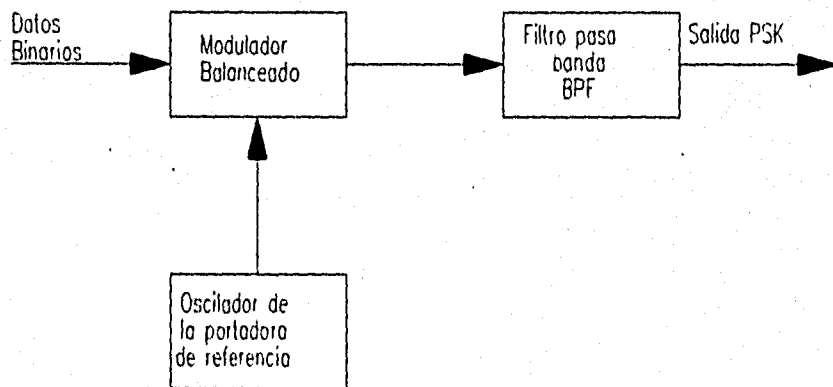 Datos
Binarios
Modulador
Balanceado
Filtro pasa
banda
BPF
Salida PSK
Oscilador de
la portadora
de referencia